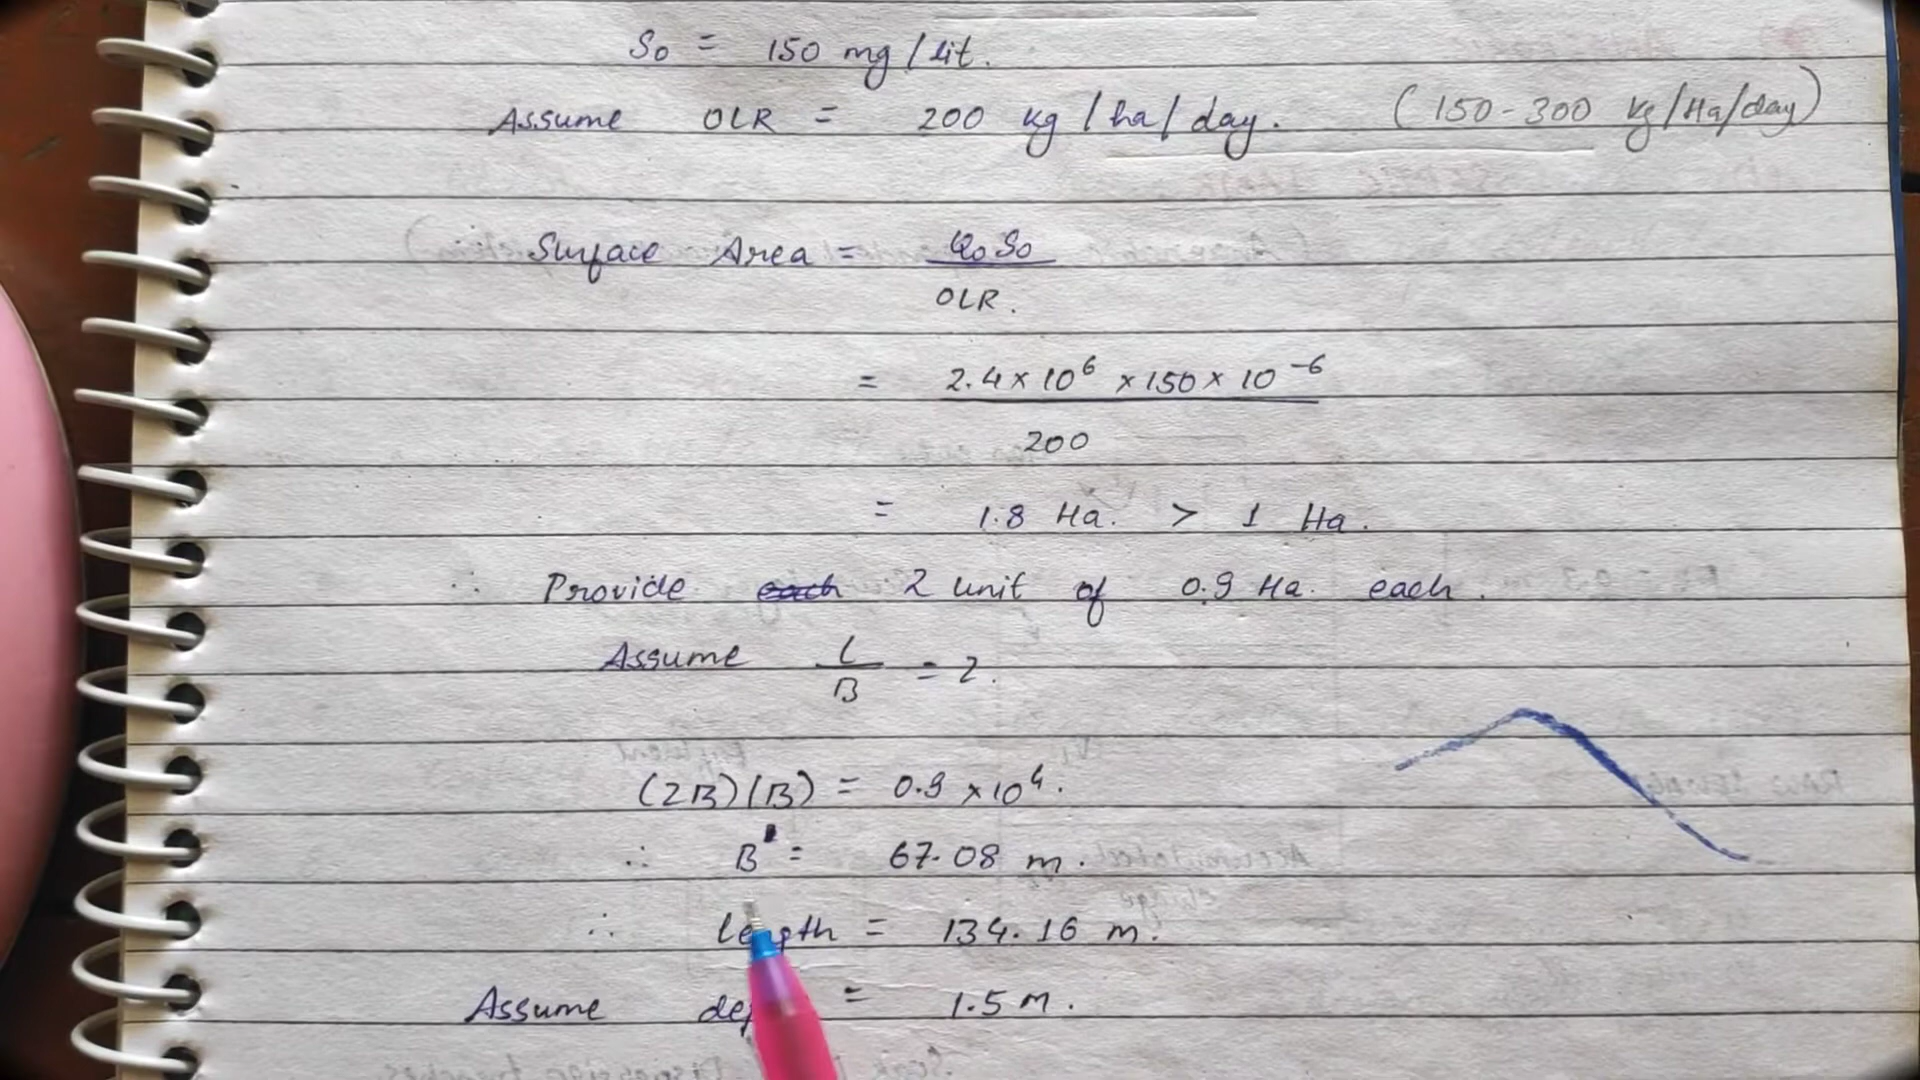 So = 150 mg/lit.
Assume OLR = 200 kg/ha/day. (150-300 kg/Ha/day)
Surface Area = QoSo
OLR.
= 2.4×10⁶ ×150×10⁻⁶
200
= 1.8 Ha. > 1 Ha.
∴ Provide each 2 unit of 0.9 Ha. each.
Assume L/B = 2.
(2B)(B) = 0.9×10⁴.
∴ B = 67.08 m.
∴ length = 134.16 m.
Assume = 1.5 m.